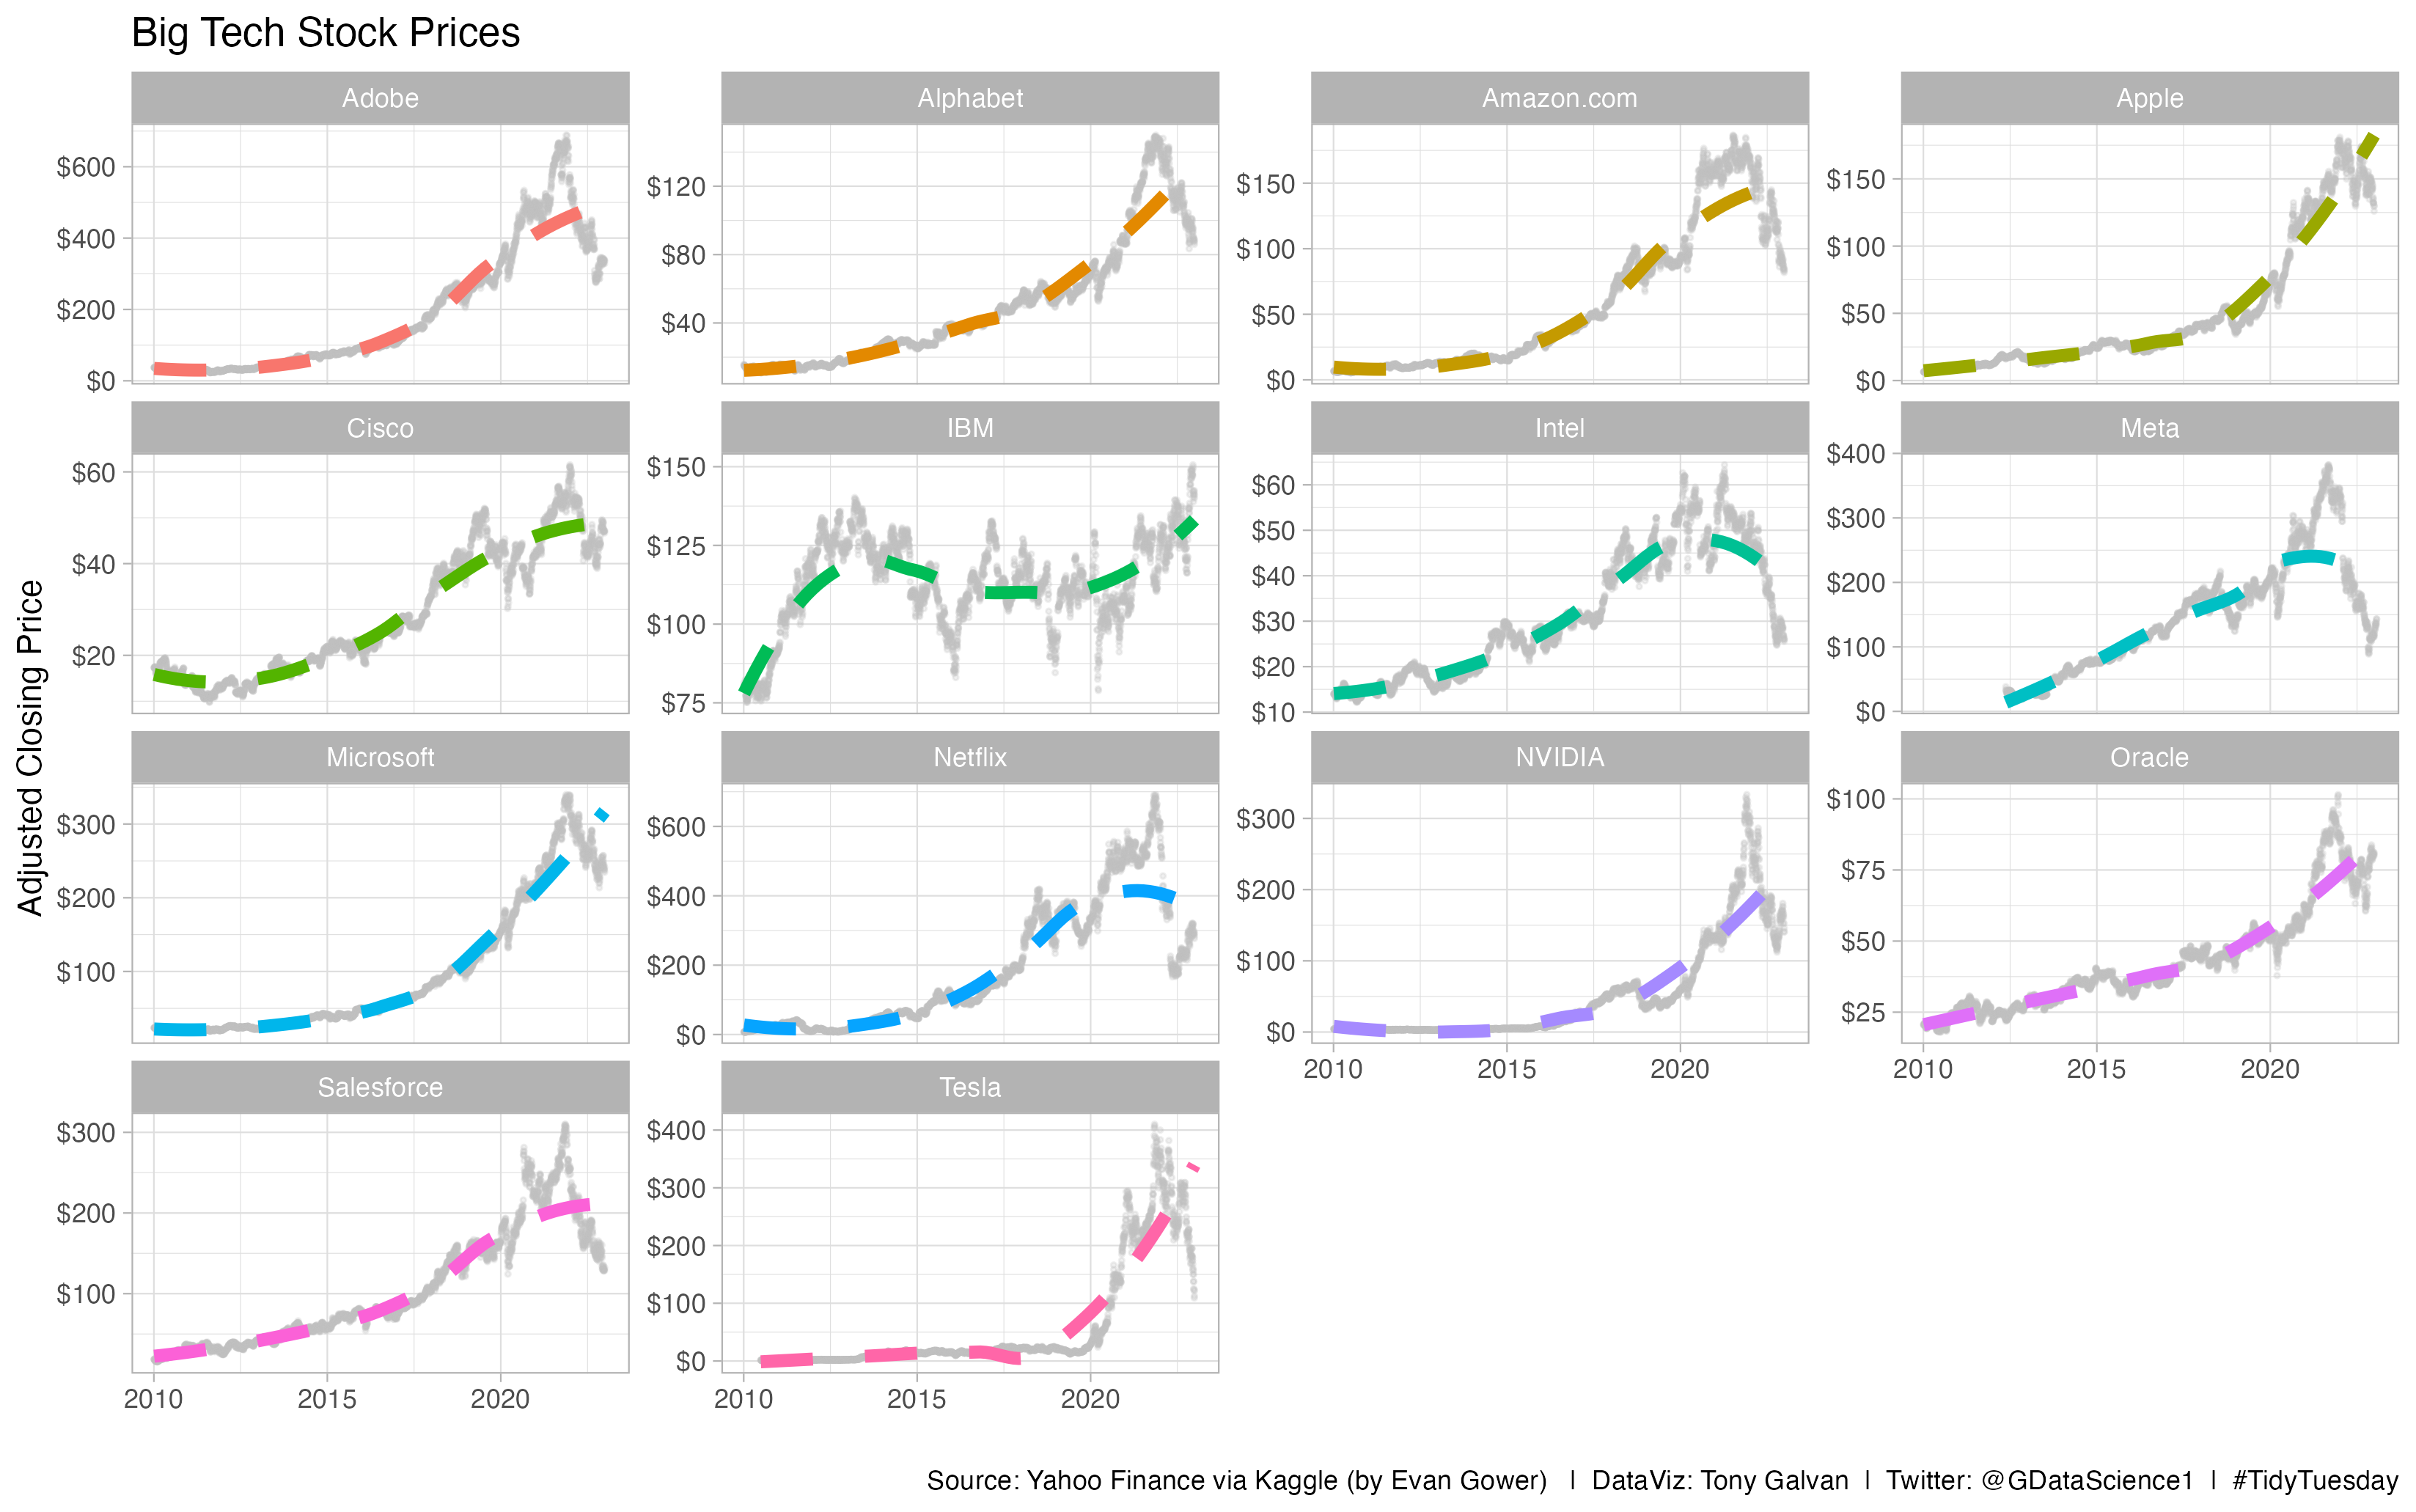 Big Tech Stock Prices
Adobe
Alphabet
Amazon.com
Apple
$600
$400
$200
$0
$120
$80
$40
$150
$100
$50
$0
$150
$100
$50
$0
Cisco
IBM
Intel
Meta
$60
$40
$20
$150
$125
$100
$75
$60
$50
$40
$30
$20
$10
$400
$300
$200
$100
$0
Adjusted Closing Price
Microsoft
Netflix
NVIDIA
Oracle
$300
$200
$100
$600
$400
$200
$0
$300
$200
$100
$0
$100
$75
$50
$25
2010 2015 2020
2010 2015 2020
Salesforce
Tesla
$300
$200
$100
$400
$300
$200
$100
$0
2010 2015 2020
2010 2015 2020
Source: Yahoo Finance via Kaggle (by Evan Gower) | DataViz: Tony Galvan | Twitter: @GDataScience1 | #TidyTuesday